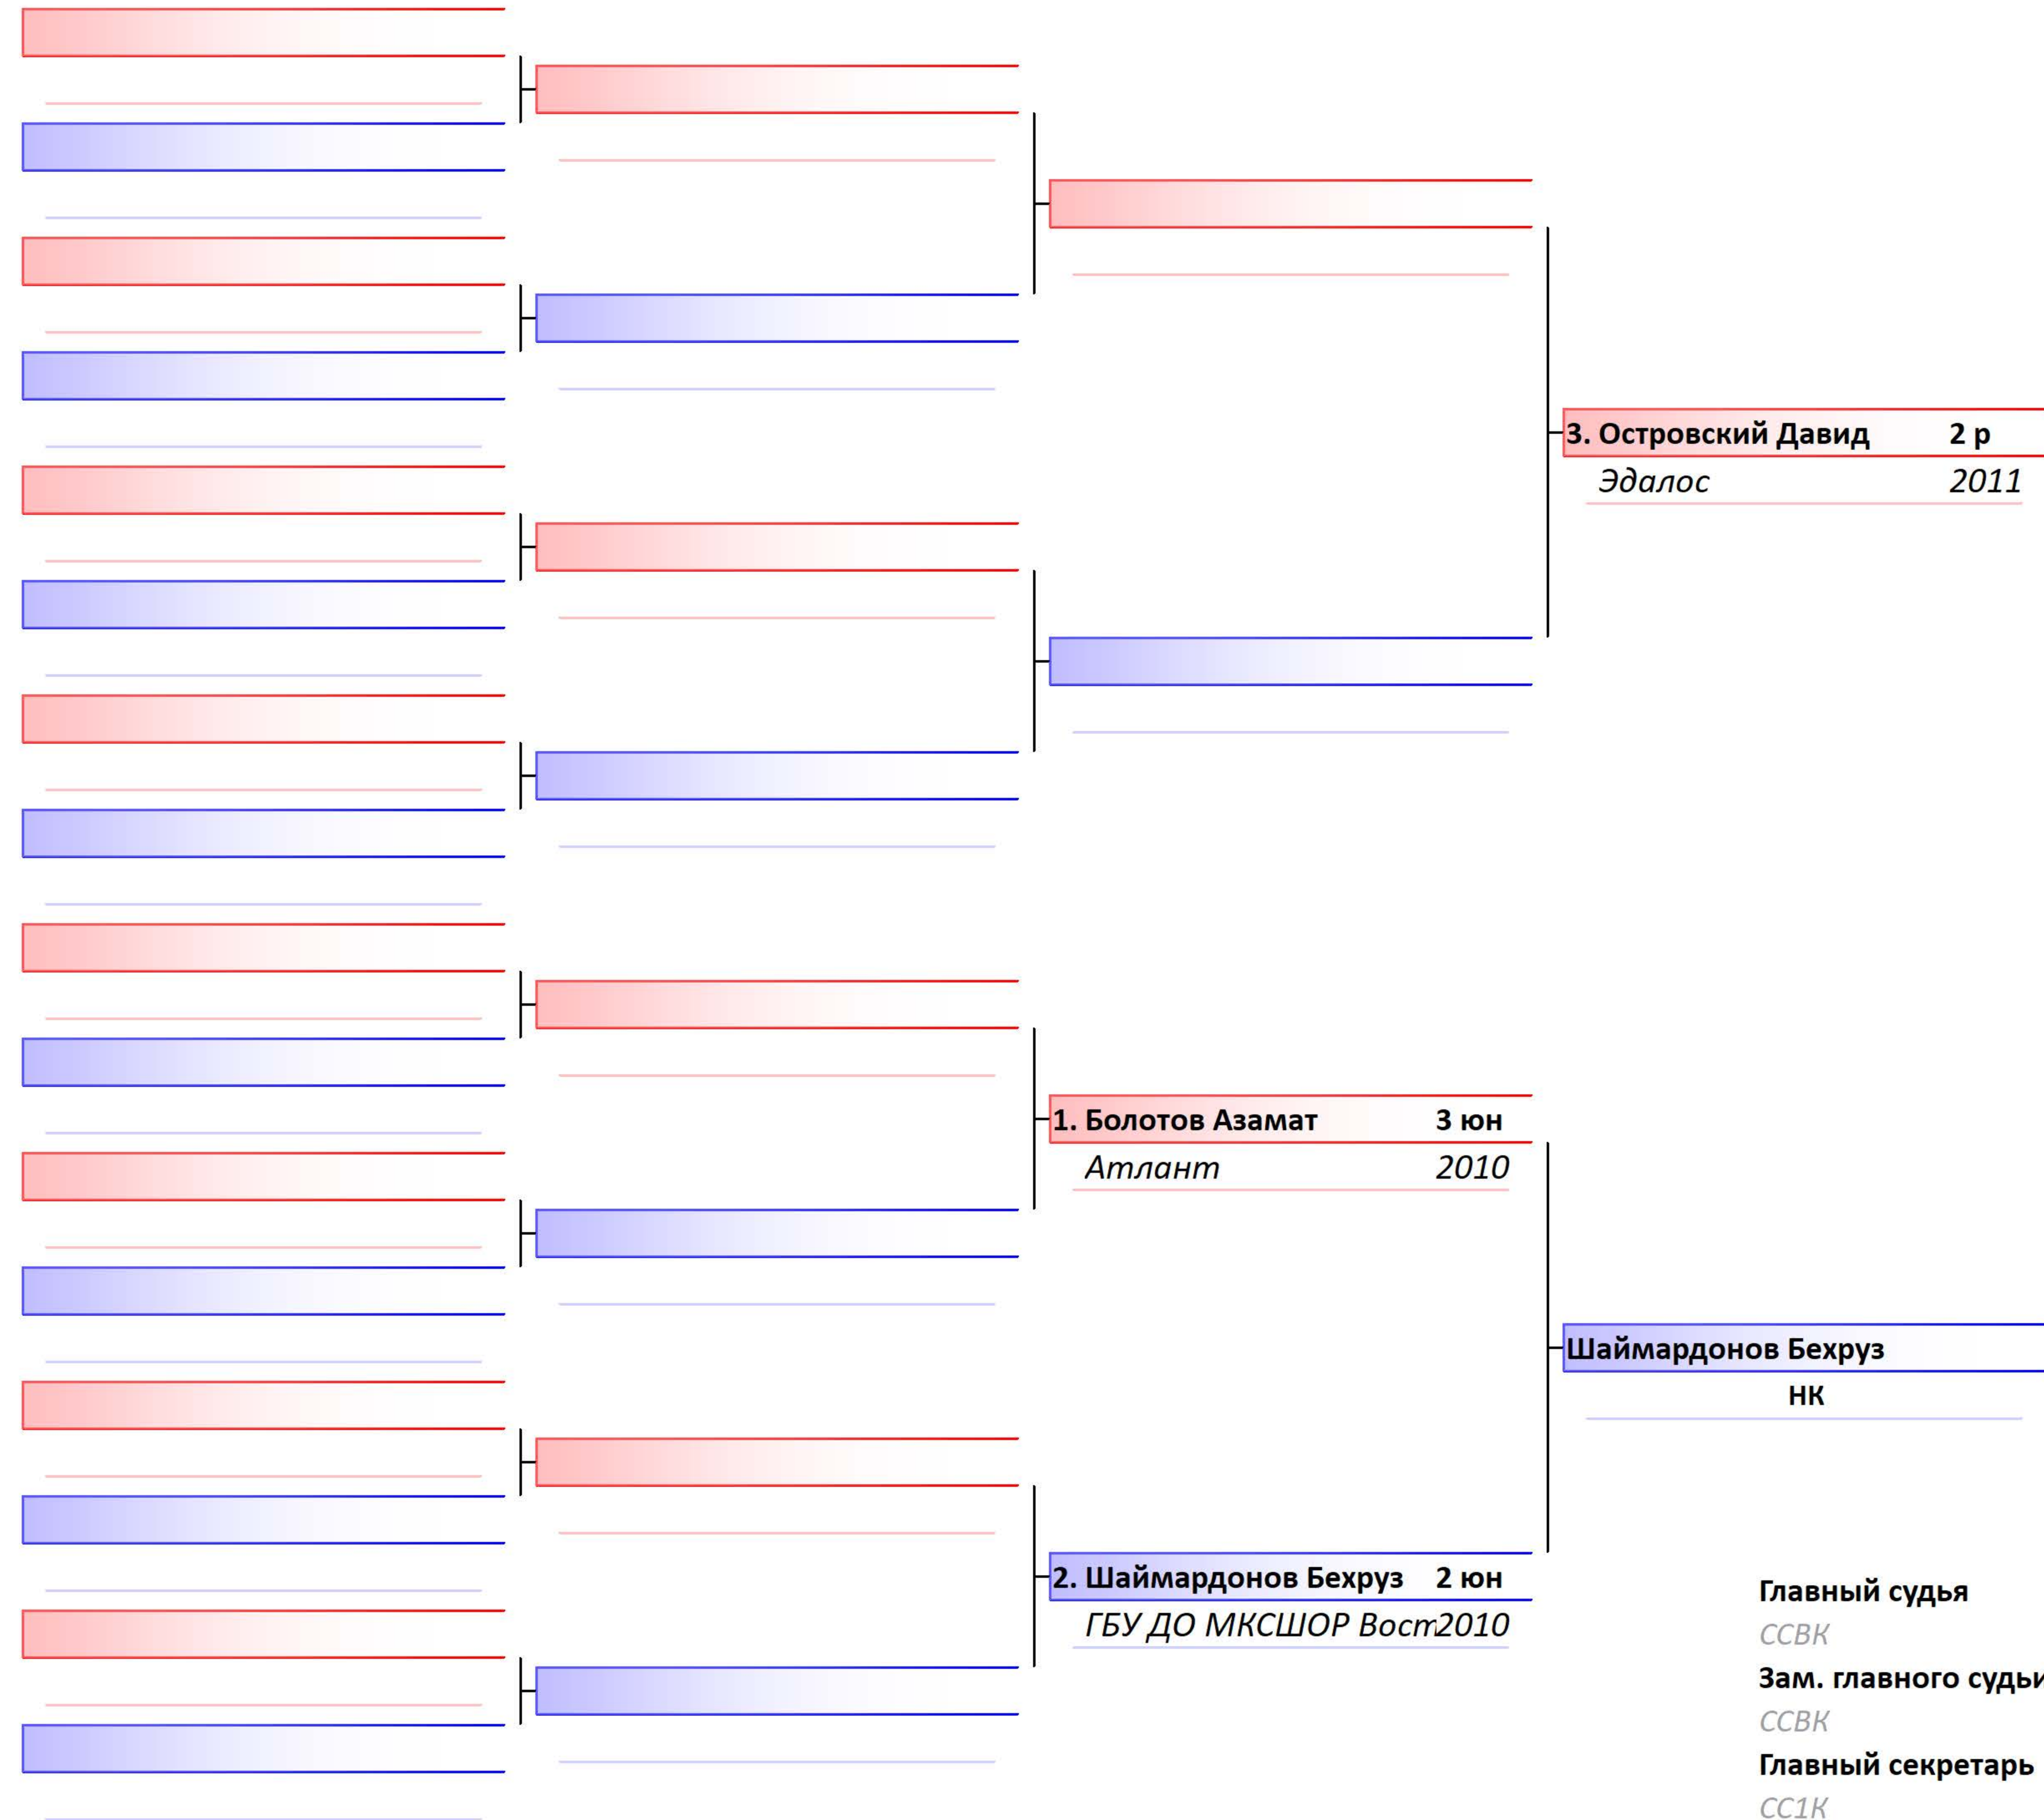 3. Островский Давид 2 р
Эдалос 2011
1. Болотов Азамат 3 юн
Атлант 2010
Шаймардонов Бехруз
НК
2. Шаймардонов Бехруз 2 юн
ГБУ ДО МКСШОР Вост 2010
Главный судья
ССВК
Зам. главного судьи
ССВК
Главный секретарь
СС1К